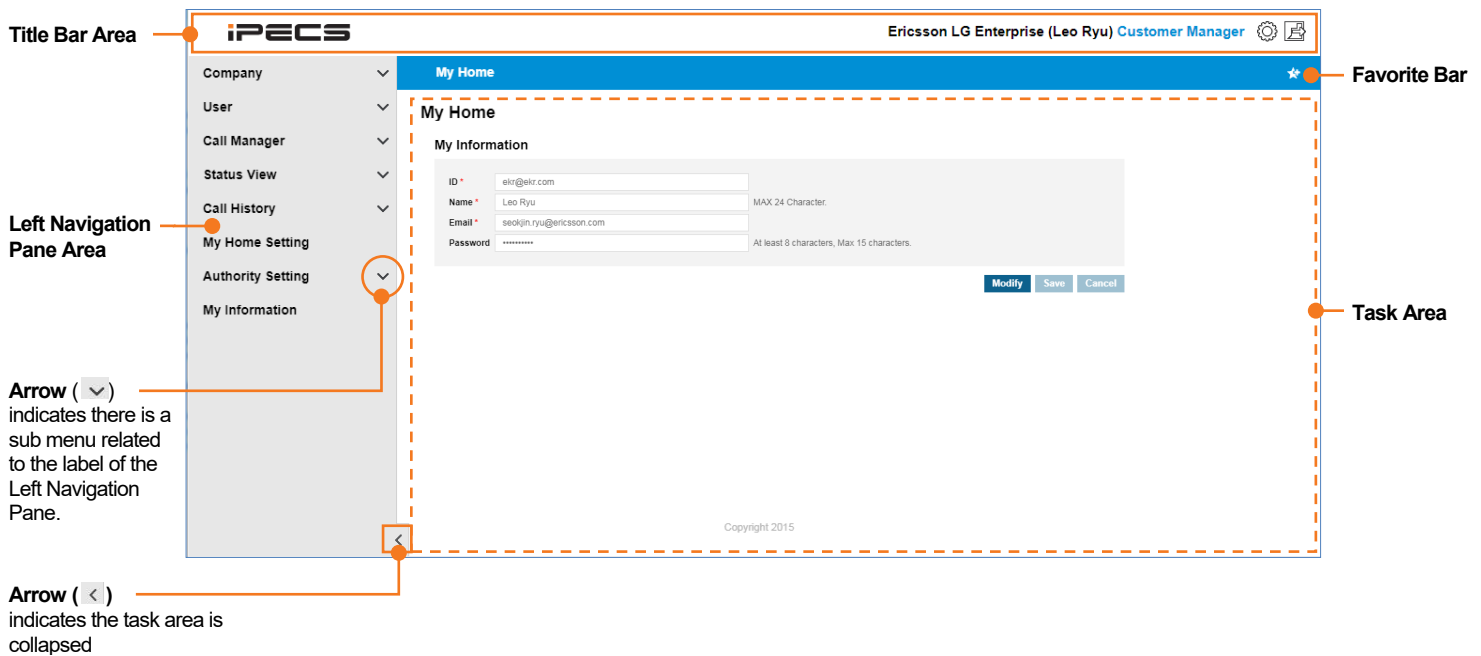 Title Bar Area
iPECS
Ericsson LG Enterprise (Leo Ryu) Customer Manager
Company
User
Call Manager
Status View
Call History
My Home Setting
Authority Setting
My Information
My Home
Favorite Bar
My Home
My Information
ID * ekr@ekr.com
Name * Leo Ryu MAX 24 Character.
Email * seokjin.ryu@ericsson.com
Password •••••••••• At least 8 characters, Max 15 characters.
Modify Save Cancel
Left Navigation
Pane Area
Task Area
Arrow ( )
indicates there is a
sub menu related
to the label of the
Left Navigation
Pane.
Copyright 2015
Arrow ( < )
indicates the task area is
collapsed